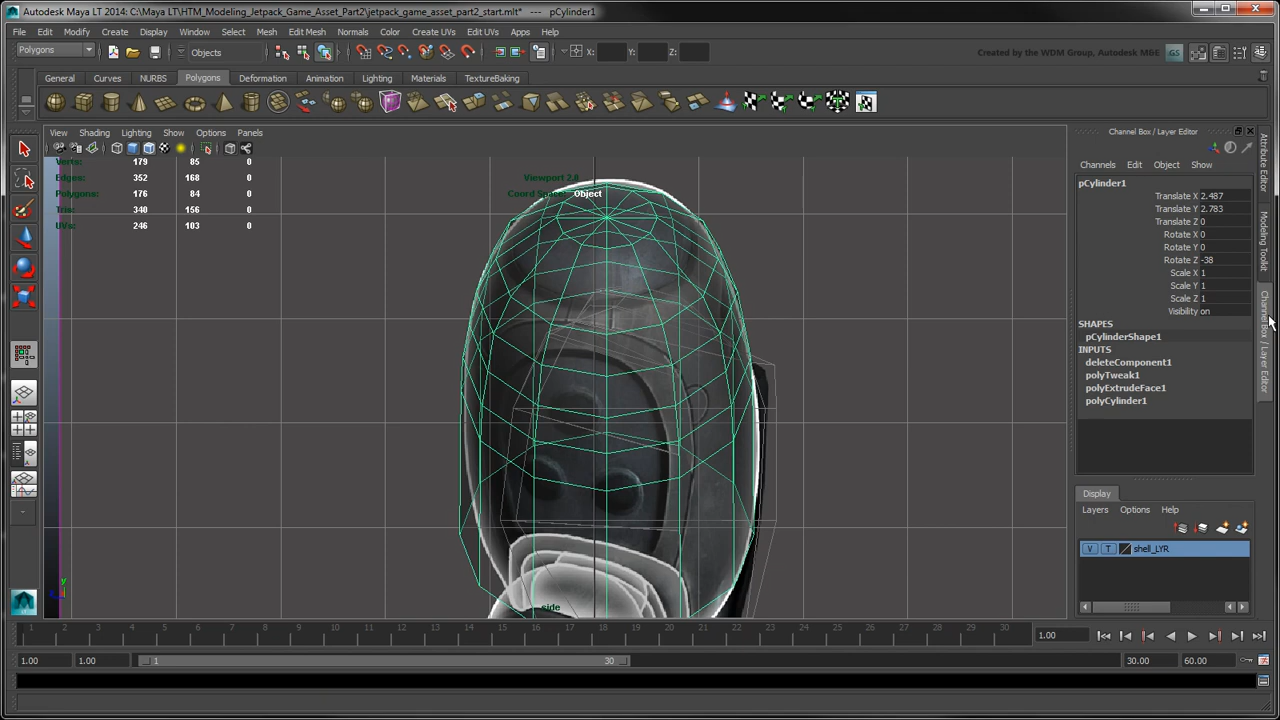 Autodesk Maya LT 2014: C:\Maya LT\HTM_Modeling_Jetpack_Game_Asset_Part2\jetpack_game_asset_part2_start.mlt* --- pCylinder1
File Edit Modify Create Display Window Select Mesh Edit Mesh Normals Color Create UVs Edit UVs Apps Help
Polygons Objects X: Y: Z: Created by the WDM Group, Autodesk M&E GS
General Curves NURBS Polygons Deformation Animation Lighting Materials TextureBaking
View Shading Lighting Show Options Panels
Verts: 179 85 0
Edges: 352 168 0
Polygons: 176 84 0
Tris: 340 156 0
UVs: 246 103 0
Viewport 2.0
Coord Space: Object
side
y
Channel Box / Layer Editor
Channels Edit Object Show
pCylinder1
Translate X 2.487
Translate Y 2.783
Translate Z 0
Rotate X 0
Rotate Y 0
Rotate Z -38
Scale X 1
Scale Y 1
Scale Z 1
Visibility on
SHAPES
pCylinderShape1
INPUTS
deleteComponent1
polyTweak1
polyExtrudeFace1
polyCylinder1
Display
Layers Options Help
V T shell_LYR
Attribute Editor
Modeling Toolkit
Channel Box / Layer Editor
1 2 3 4 5 6 7 8 9 10 11 12 13 14 15 16 17 18 19 20 21 22 23 24 25 26 27 28 29 30 1.00
1.00 1.00 1 30 30.00 60.00